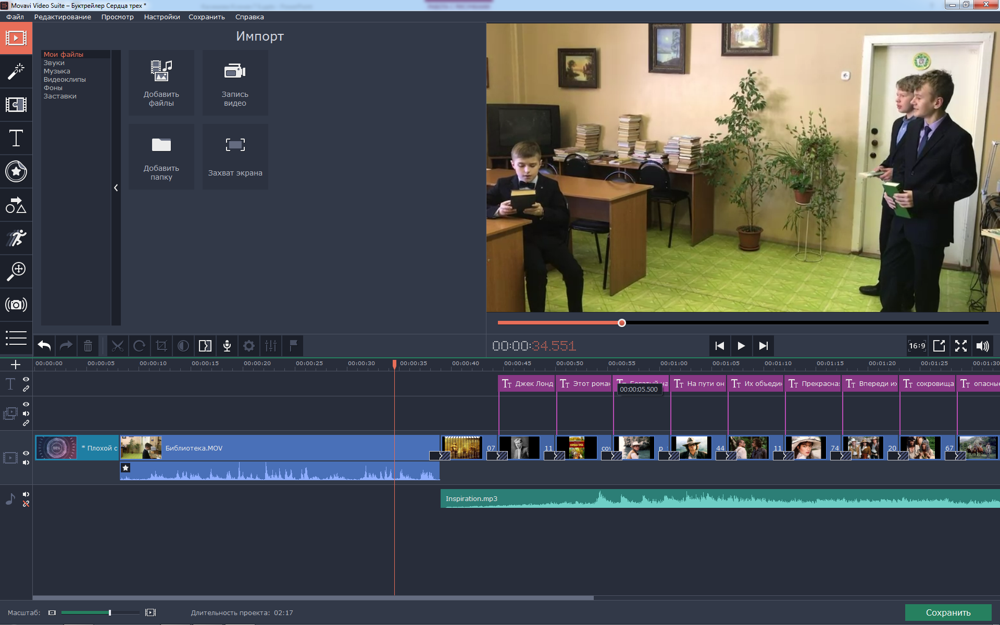 Movavi Video Suite – Буктрейлер Сердца трех *
Файл Редактирование Просмотр Настройки Сохранить Справка
Импорт
Мои файлы
Звуки
Музыка
Видеоклипы
Фоны
Заставки
Добавить файлы
Запись видео
Добавить папку
Захват экрана
00:00:34.551
16:9
00:00:00 00:00:05 00:00:10 00:00:15 00:00:20 00:00:25 00:00:30 00:00:35 00:00:40 00:00:45 00:00:50 00:00:55 00:01:00 00:01:05 00:01:10 00:01:15 00:01:20 00:01:25 00:01:30
Джек Лонд Этот роман На пути он Их объедин Прекрасна Впереди их сокровища опасные
00:00:05.500
88%
* Плохой с Библиотека.MOV 07 11 cov p 44 11 74 20 67
СЕРДЦА ТРЕХ
Inspiration.mp3
Масштаб: Длительность проекта: 02:17
Сохранить